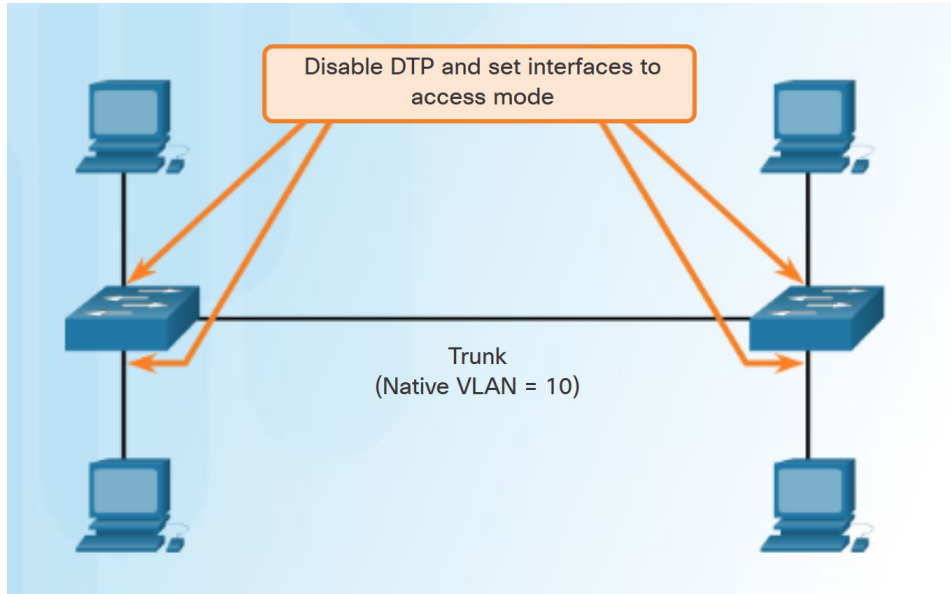 Disable DTP and set interfaces to
access mode
Trunk
(Native VLAN = 10)